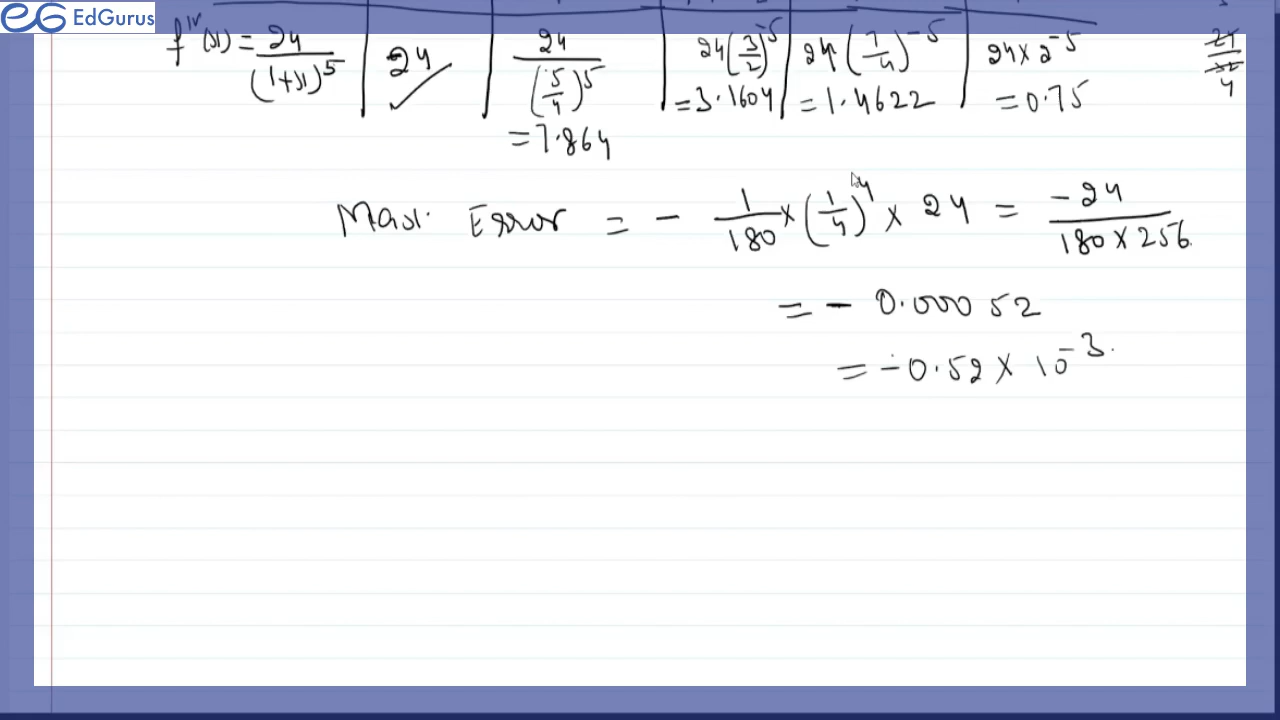 EdGurus
f^iv (x) = 24/(1+x)^5 | 24 ✓ | 24/(5/4)^5 = 7.864 | 24(3/2)^-5 = 3.1604 | 24(7/4)^-5 = 1.4622 | 24×2^-5 = 0.75
Max. Error = - 1/180 × (1/4)^4 × 24 = -24/(180×256)
= - 0.00052
= -0.52 × 10^-3.